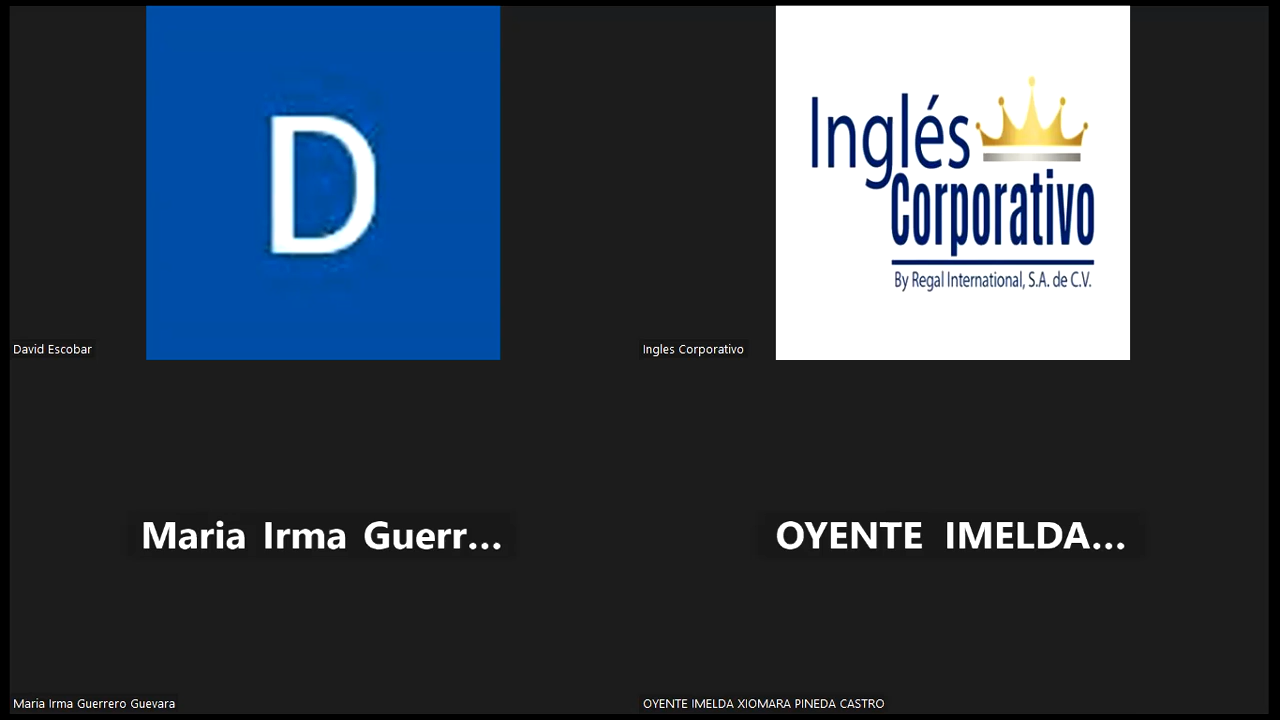 D
Inglés
Corporativo
By Regal International, S.A. de C.V.
David Escobar
Ingles Corporativo
Maria Irma Guerr...
OYENTE IMELDA...
Maria Irma Guerrero Guevara
OYENTE IMELDA XIOMARA PINEDA CASTRO